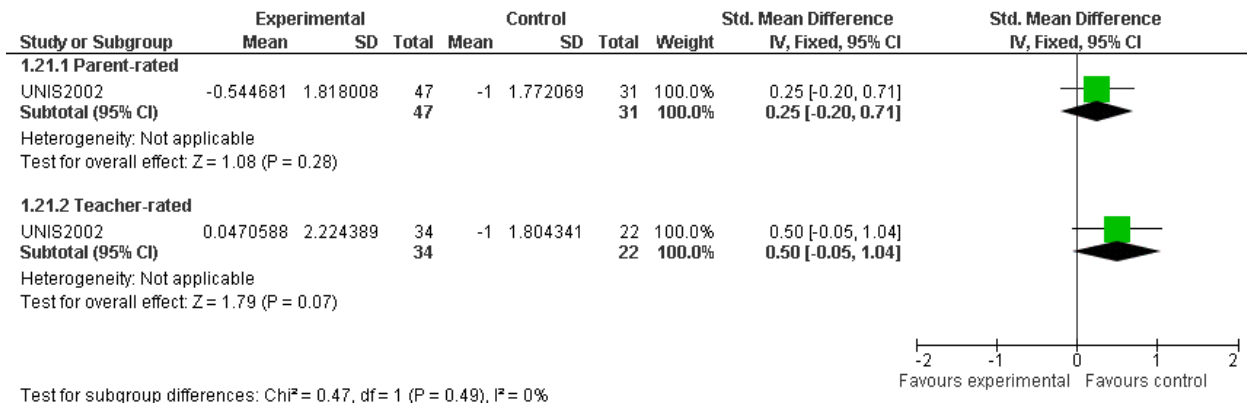 Experimental Control Std. Mean Difference Std. Mean Difference
Study or Subgroup Mean SD Total Mean SD Total Weight IV, Fixed, 95% CI IV, Fixed, 95% CI
1.21.1 Parent-rated
UNIS2002 -0.544681 1.818008 47 -1 1.772069 31 100.0% 0.25 [-0.20, 0.71]
Subtotal (95% CI) 47 31 100.0% 0.25 [-0.20, 0.71]
Heterogeneity: Not applicable
Test for overall effect: Z = 1.08 (P = 0.28)
1.21.2 Teacher-rated
UNIS2002 0.0470588 2.224389 34 -1 1.804341 22 100.0% 0.50 [-0.05, 1.04]
Subtotal (95% CI) 34 22 100.0% 0.50 [-0.05, 1.04]
Heterogeneity: Not applicable
Test for overall effect: Z = 1.79 (P = 0.07)
-2 -1 0 1 2
Favours experimental Favours control
Test for subgroup differences: Chi² = 0.47, df = 1 (P = 0.49), I² = 0%